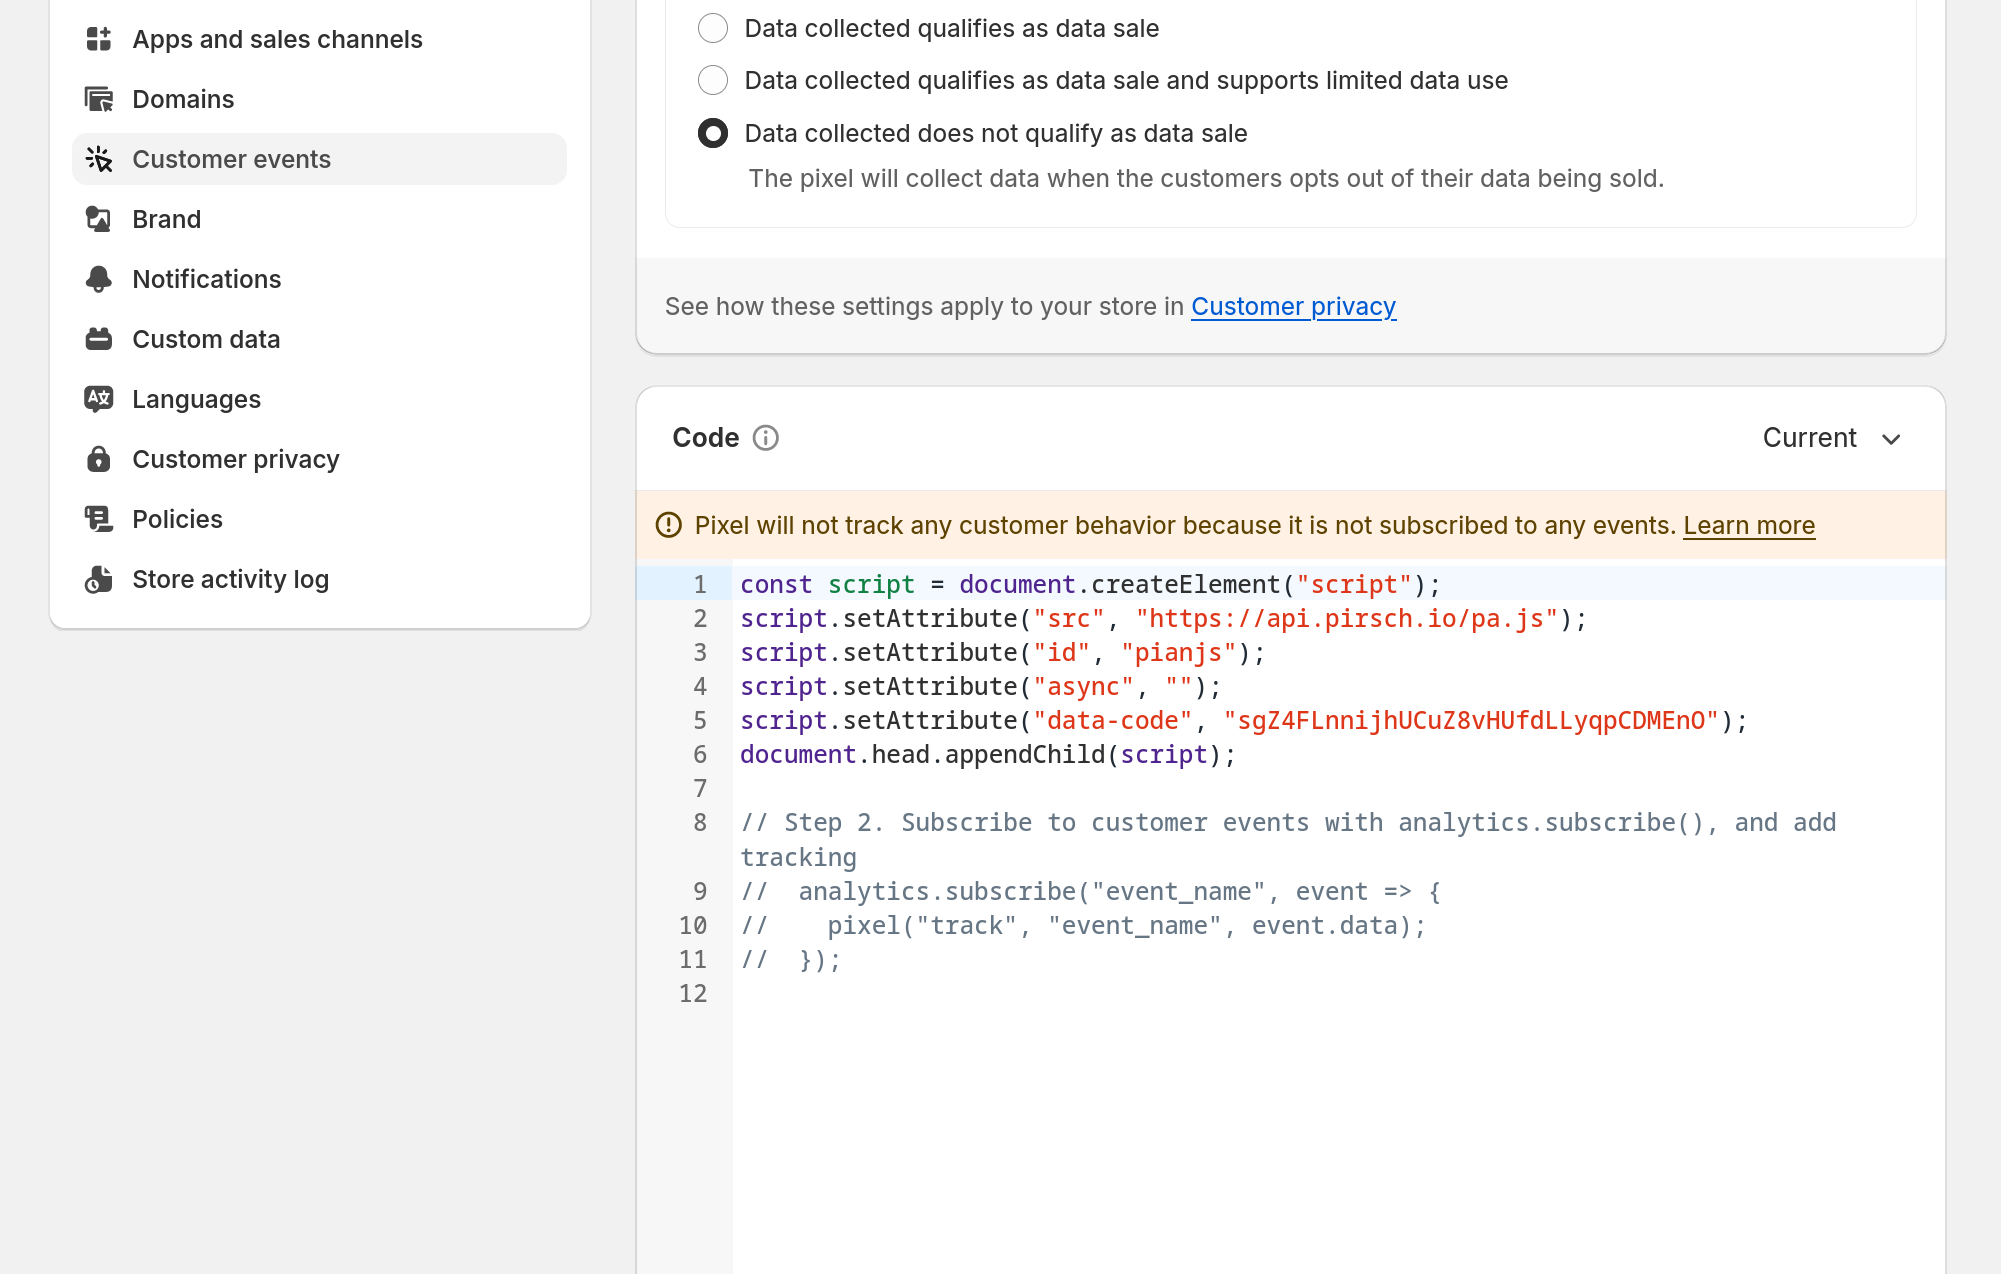 Apps and sales channels
Domains
Customer events
Brand
Notifications
Custom data
Languages
Customer privacy
Policies
Store activity log
Data collected qualifies as data sale
Data collected qualifies as data sale and supports limited data use
Data collected does not qualify as data sale
The pixel will collect data when the customers opts out of their data being sold.
See how these settings apply to your store in Customer privacy
Code
Current
Pixel will not track any customer behavior because it is not subscribed to any events. Learn more
1 const script = document.createElement("script");
2 script.setAttribute("src", "https://api.pirsch.io/pa.js");
3 script.setAttribute("id", "pianjs");
4 script.setAttribute("async", "");
5 script.setAttribute("data-code", "sgZ4FLnnijhUCuZ8vHUfdLLyqpCDMEnO");
6 document.head.appendChild(script);
7
8 // Step 2. Subscribe to customer events with analytics.subscribe(), and add
tracking
9 //  analytics.subscribe("event_name", event => {
10 //    pixel("track", "event_name", event.data);
11 //  });
12